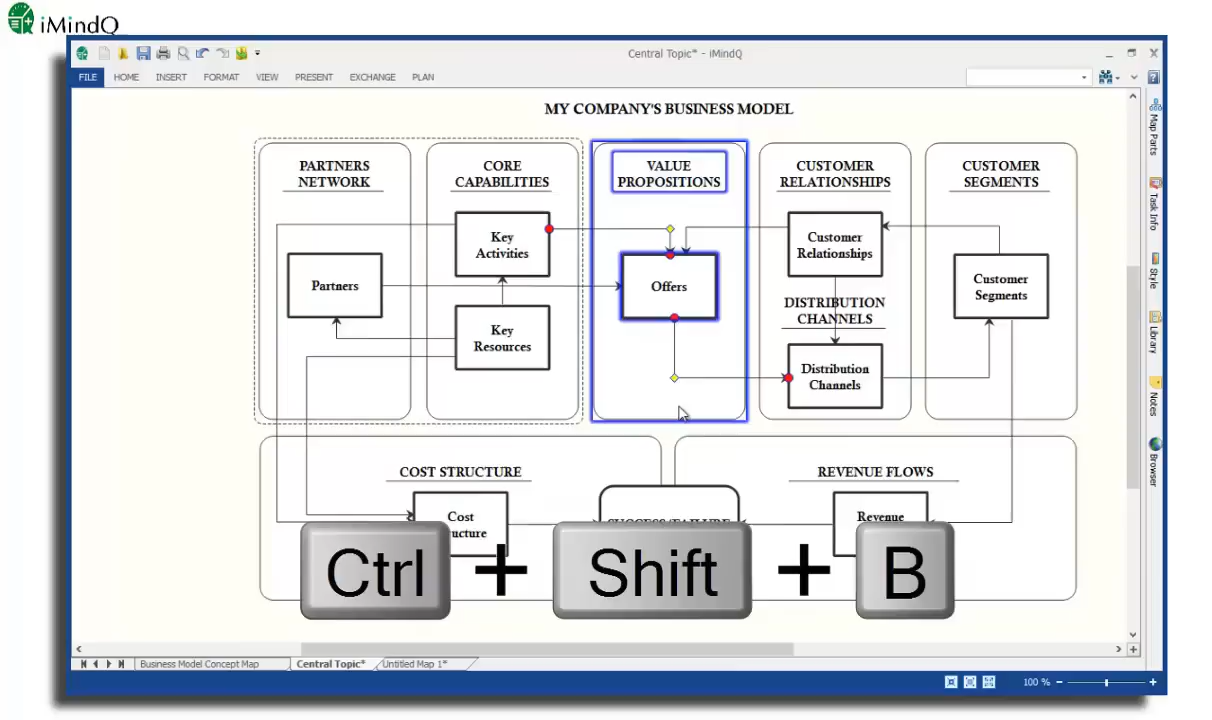 iMindQ
Central Topic* - iMindQ
FILE HOME INSERT FORMAT VIEW PRESENT EXCHANGE PLAN
MY COMPANY'S BUSINESS MODEL
PARTNERS
NETWORK
CORE
CAPABILITIES
VALUE
PROPOSITIONS
CUSTOMER
RELATIONSHIPS
CUSTOMER
SEGMENTS
Key
Activities
Customer
Relationships
Partners
Offers
Customer
Segments
DISTRIBUTION
CHANNELS
Key
Resources
Distribution
Channels
COST STRUCTURE
REVENUE FLOWS
Cost
ucture
SUCCESS/FAILURE
Revenue
Ctrl + Shift + B
Map Parts
Task Info
Style
Library
Notes
Browser
Business Model Concept Map Central Topic* Untitled Map 1*
100 %